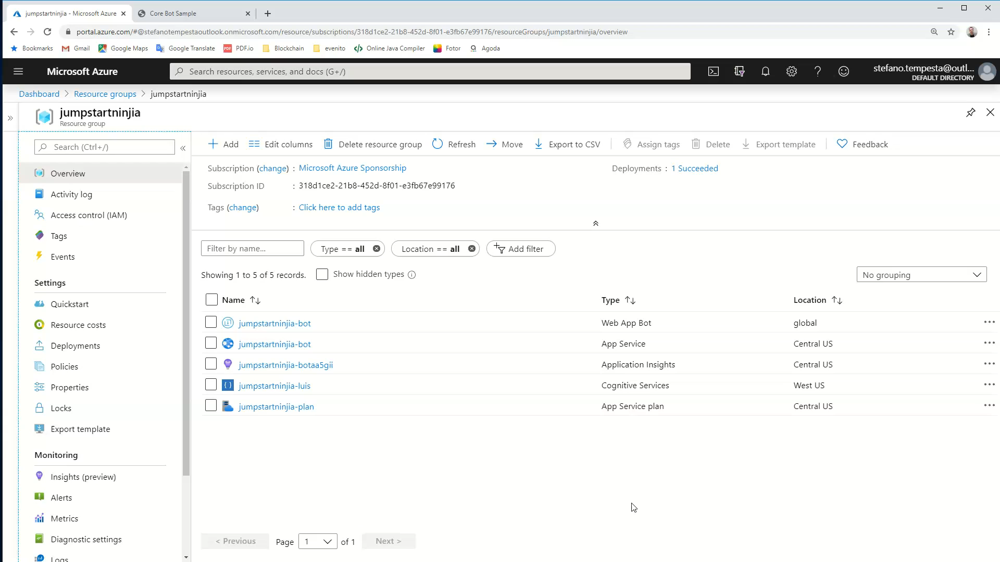 jumpstartninjia - Microsoft Azure
Core Bot Sample
portal.azure.com/#@stefanotempestaoutlook.onmicrosoft.com/resource/subscriptions/318d1ce2-21b8-452d-8f01-e3fb67e99176/resourceGroups/jumpstartninjia/overview
Bookmarks Gmail Google Maps Google Translate PDF PDF.io Blockchain evenito Online Java Compiler Fotor Agoda
Microsoft Azure
Search resources, services, and docs (G+/)
stefano.tempesta@outl...
DEFAULT DIRECTORY
Dashboard > Resource groups > jumpstartninjia
jumpstartninjia
Resource group
Search (Ctrl+/)
Overview
Activity log
Access control (IAM)
Tags
Events
Settings
Quickstart
Resource costs
Deployments
Policies
Properties
Locks
Export template
Monitoring
Insights (preview)
Alerts
Metrics
Diagnostic settings
Logs
Add Edit columns Delete resource group Refresh Move Export to CSV Assign tags Delete Export template Feedback
Subscription (change) : Microsoft Azure Sponsorship
Deployments : 1 Succeeded
Subscription ID : 318d1ce2-21b8-452d-8f01-e3fb67e99176
Tags (change) : Click here to add tags
Filter by name... Type == all Location == all Add filter
Showing 1 to 5 of 5 records. Show hidden types No grouping
Name Type Location
jumpstartninjia-bot Web App Bot global
jumpstartninjia-bot App Service Central US
jumpstartninjia-botaa5gii Application Insights Central US
jumpstartninjia-luis Cognitive Services West US
jumpstartninjia-plan App Service plan Central US
< Previous Page 1 of 1 Next >